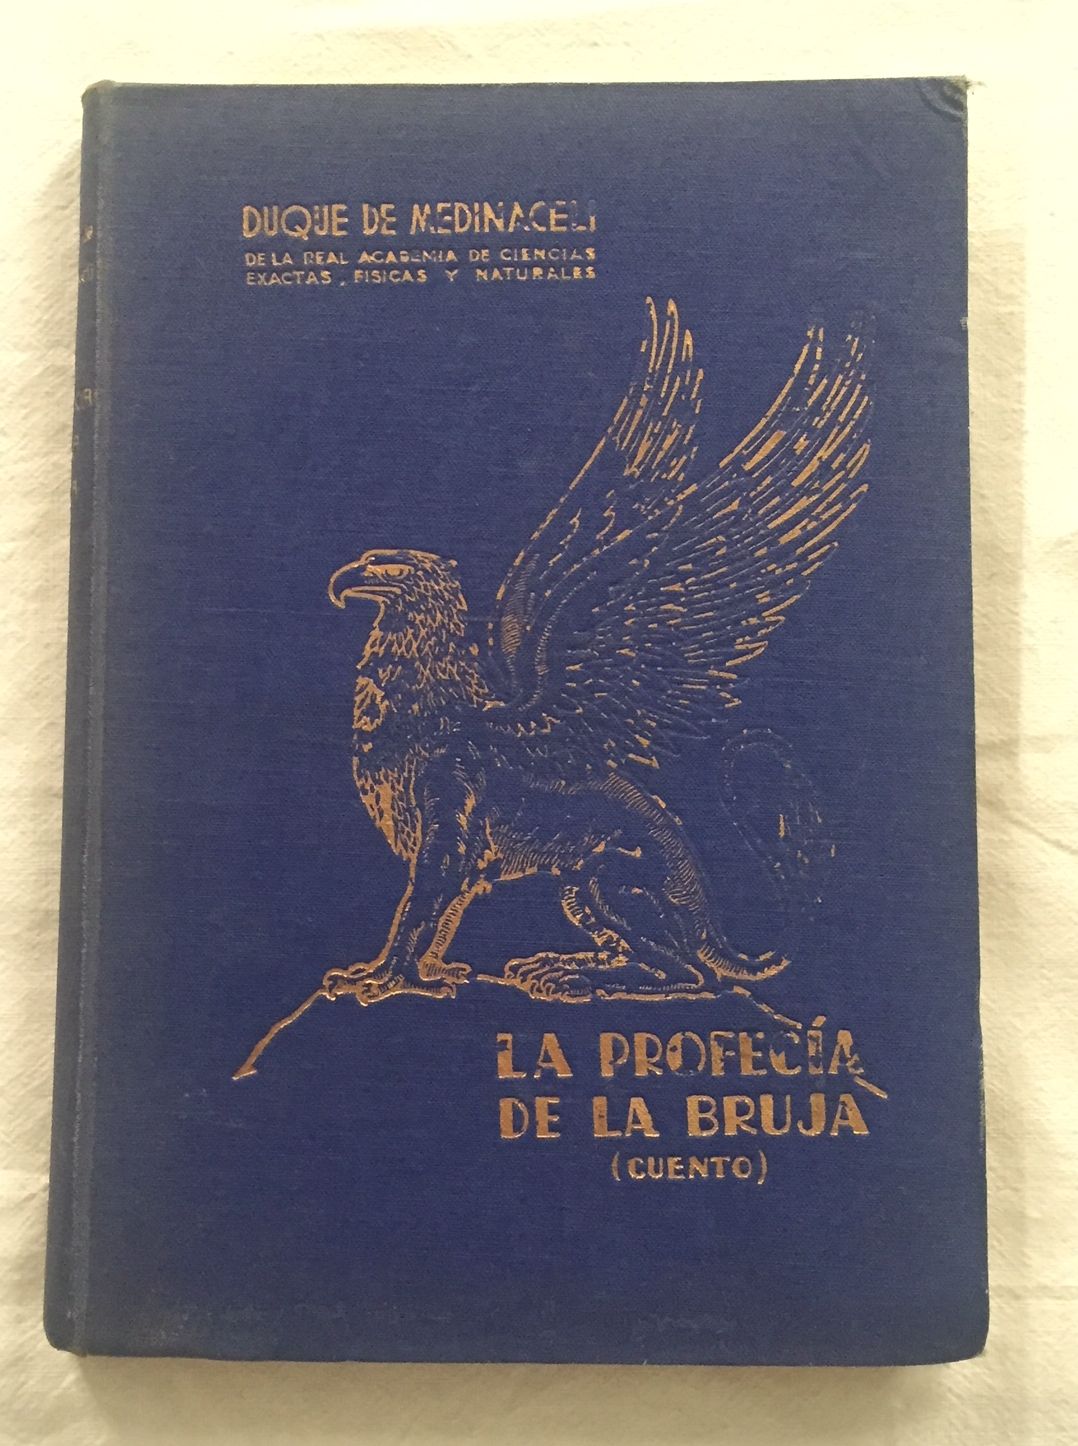 DUQUE DE MEDINACELI
DE LA REAL ACADEMIA DE CIENCIAS
EXACTAS, FISICAS Y NATURALES
LA PROFECÍA
DE LA BRUJA
(CUENTO)